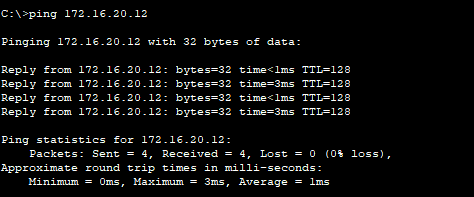 C:\>ping 172.16.20.12
Pinging 172.16.20.12 with 32 bytes of data:
Reply from 172.16.20.12: bytes=32 time<1ms TTL=128
Reply from 172.16.20.12: bytes=32 time=3ms TTL=128
Reply from 172.16.20.12: bytes=32 time<1ms TTL=128
Reply from 172.16.20.12: bytes=32 time=3ms TTL=128
Ping statistics for 172.16.20.12:
    Packets: Sent = 4, Received = 4, Lost = 0 (0% loss),
Approximate round trip times in milli-seconds:
    Minimum = 0ms, Maximum = 3ms, Average = 1ms